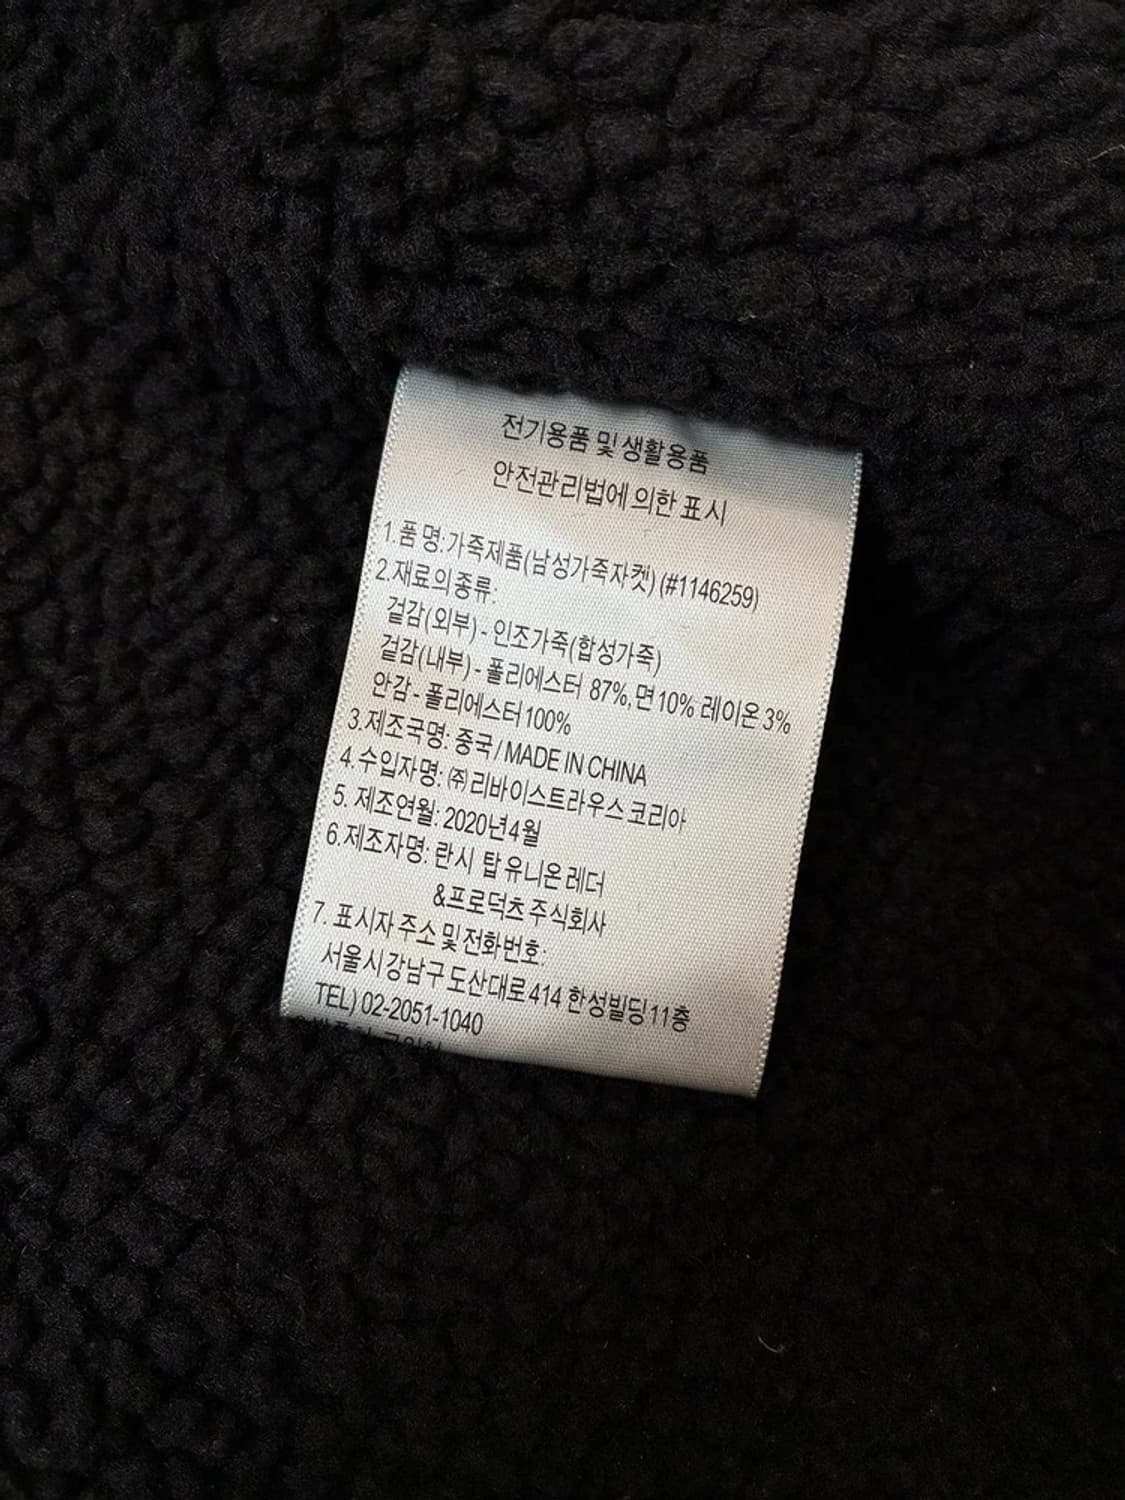 전기용품 및 생활용품
안전관리법에 의한 표시
1.품 명:가죽제품(남성가죽자켓) (#1146259)
2.재료의종류:
겉감(외부) - 인조가죽(합성가죽)
겉감(내부) - 폴리에스터 87%, 면10% 레이온3%
안감 - 폴리에스터100%
3.제조국명: 중국 / MADE IN CHINA
4.수입자명: ㈜리바이스트라우스 코리아
5. 제조연월: 2020년4월
6.제조자명: 란시 탑 유니온 레더
&프로덕츠 주식회사
7. 표시자 주소 및 전화번호:
서울시 강남구 도산대로 414 한성빌딩11층
TEL) 02-2051-1040